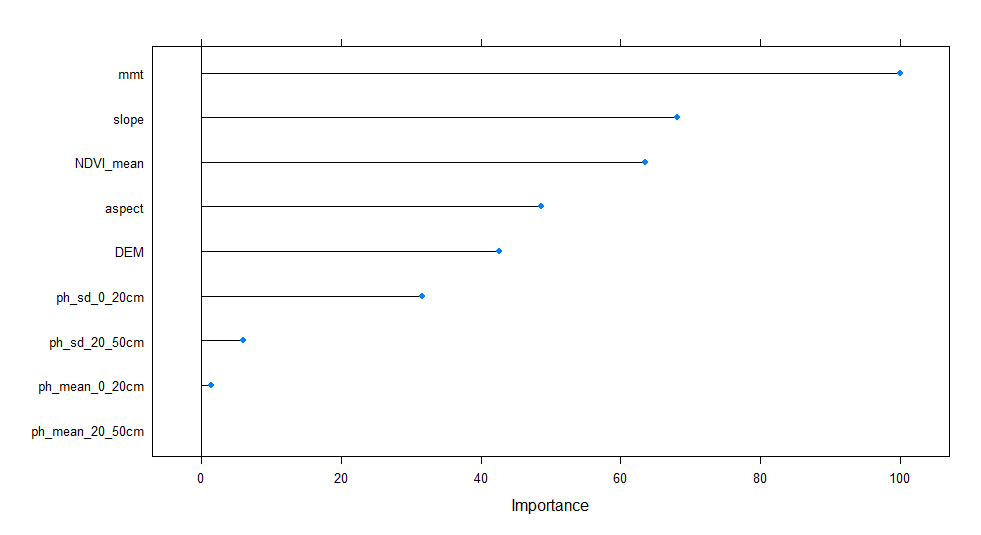 mmt
slope
NDVI_mean
aspect
DEM
ph_sd_0_20cm
ph_sd_20_50cm
ph_mean_0_20cm
ph_mean_20_50cm
0 20 40 60 80 100
Importance